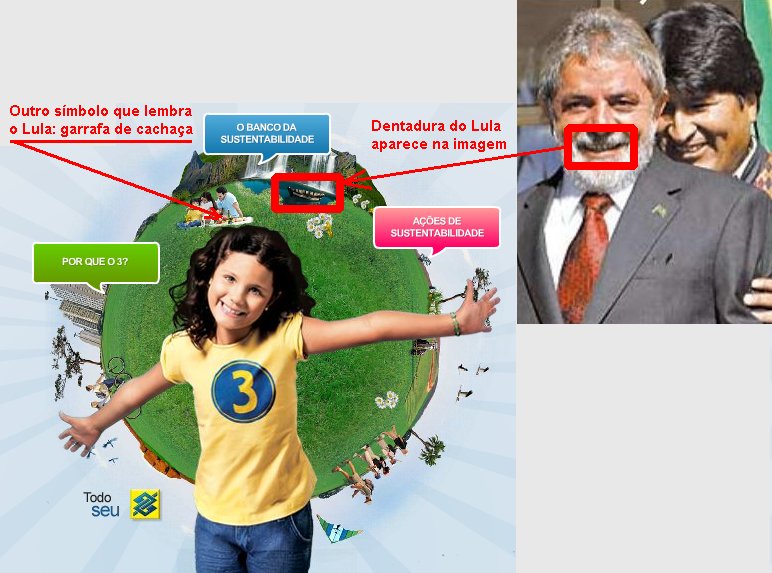 Outro símbolo que lembra
o Lula: garrafa de cachaça
Dentadura do Lula
aparece na imagem
O BANCO DA
SUSTENTABILIDADE
AÇÕES DE
SUSTENTABILIDADE
POR QUE O 3?
3
Todo
seu